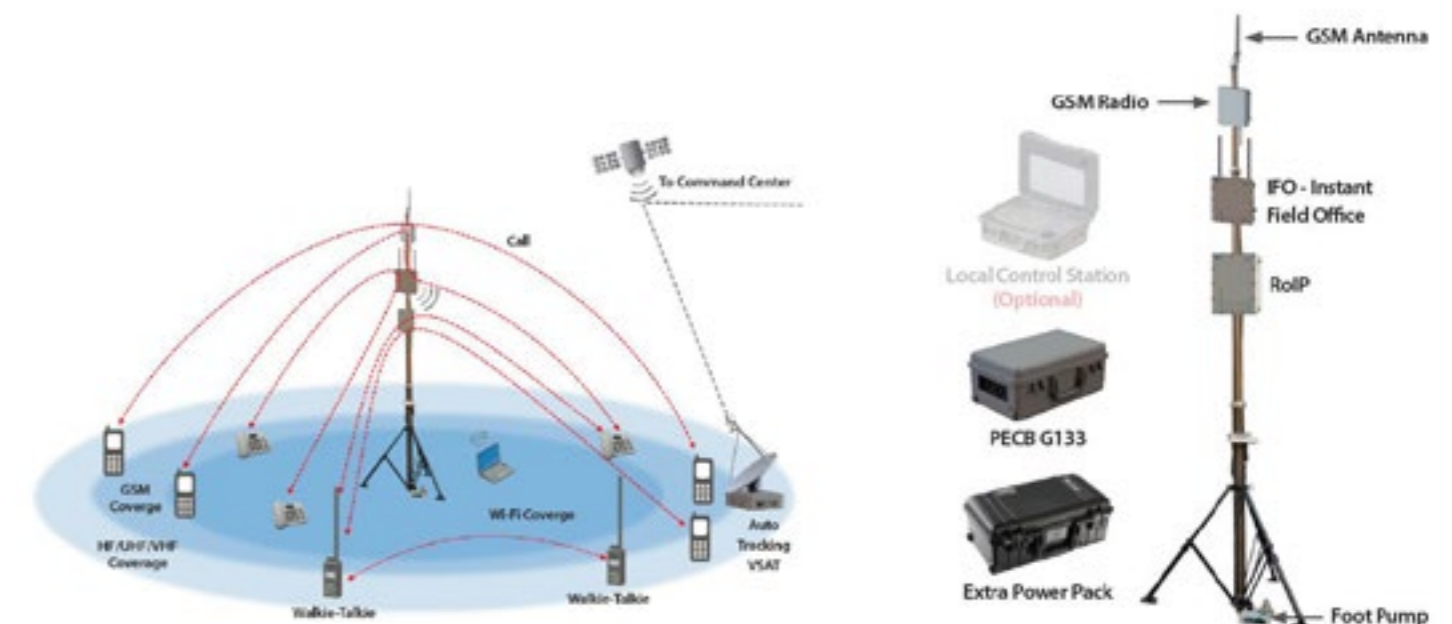 To Command Center
Call
GSM
Coverge
HF/UHF/VHF
Coverage
Wi-Fi Coverge
Auto
Trocking
VSAT
Walkie-Talkie
Walkie-Talkie
GSM Antenna
GSM Radio
IFO - Instant
Field Office
RoIP
Local Control Station
(Optional)
PECB G133
Extra Power Pack
Foot Pump